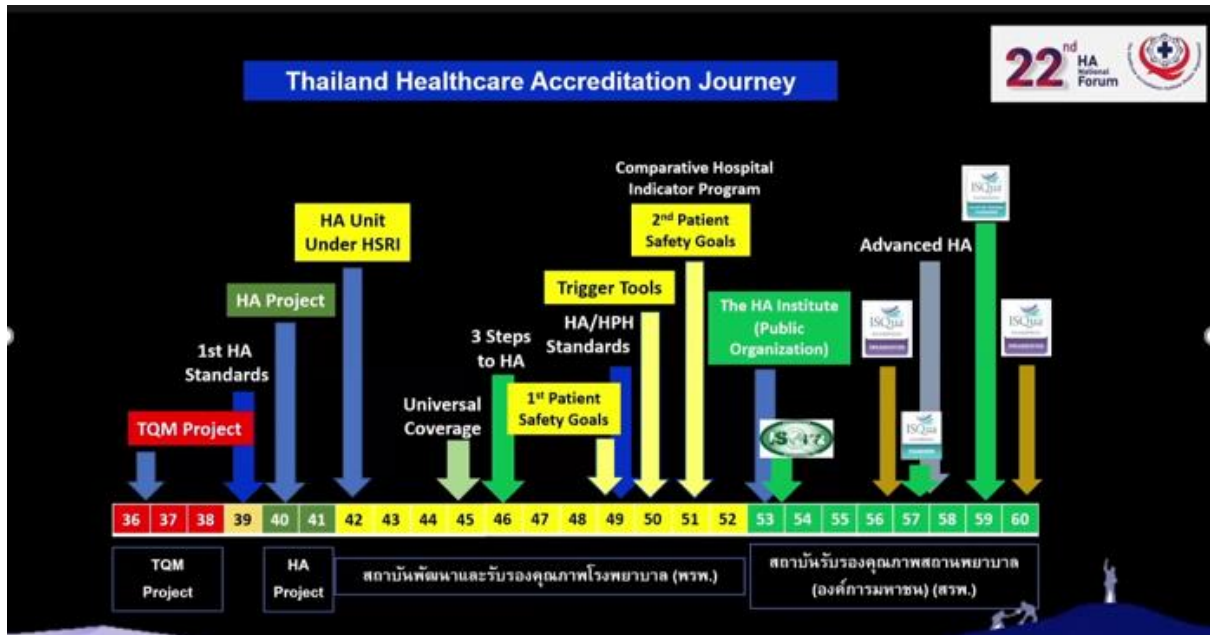 Thailand Healthcare Accreditation Journey
22nd
HA
National
Forum
Comparative Hospital
Indicator Program
HA Unit
Under HSRI
2nd Patient
Safety Goals
Advanced HA
ISQua
HA Project
Trigger Tools
The HA Institute
(Public
Organization)
ISQua
ISQua
1st HA
Standards
3 Steps
to HA
HA/HPH
Standards
TQM Project
Universal
Coverage
1st Patient
Safety Goals
ISQua
36 37 38 39 40 41 42 43 44 45 46 47 48 49 50 51 52 53 54 55 56 57 58 59 60
TQM
Project
HA
Project
สถาบันพัฒนาและรับรองคุณภาพโรงพยาบาล (พรพ.)
สถาบันรับรองคุณภาพสถานพยาบาล
(องค์การมหาชน) (สรพ.)